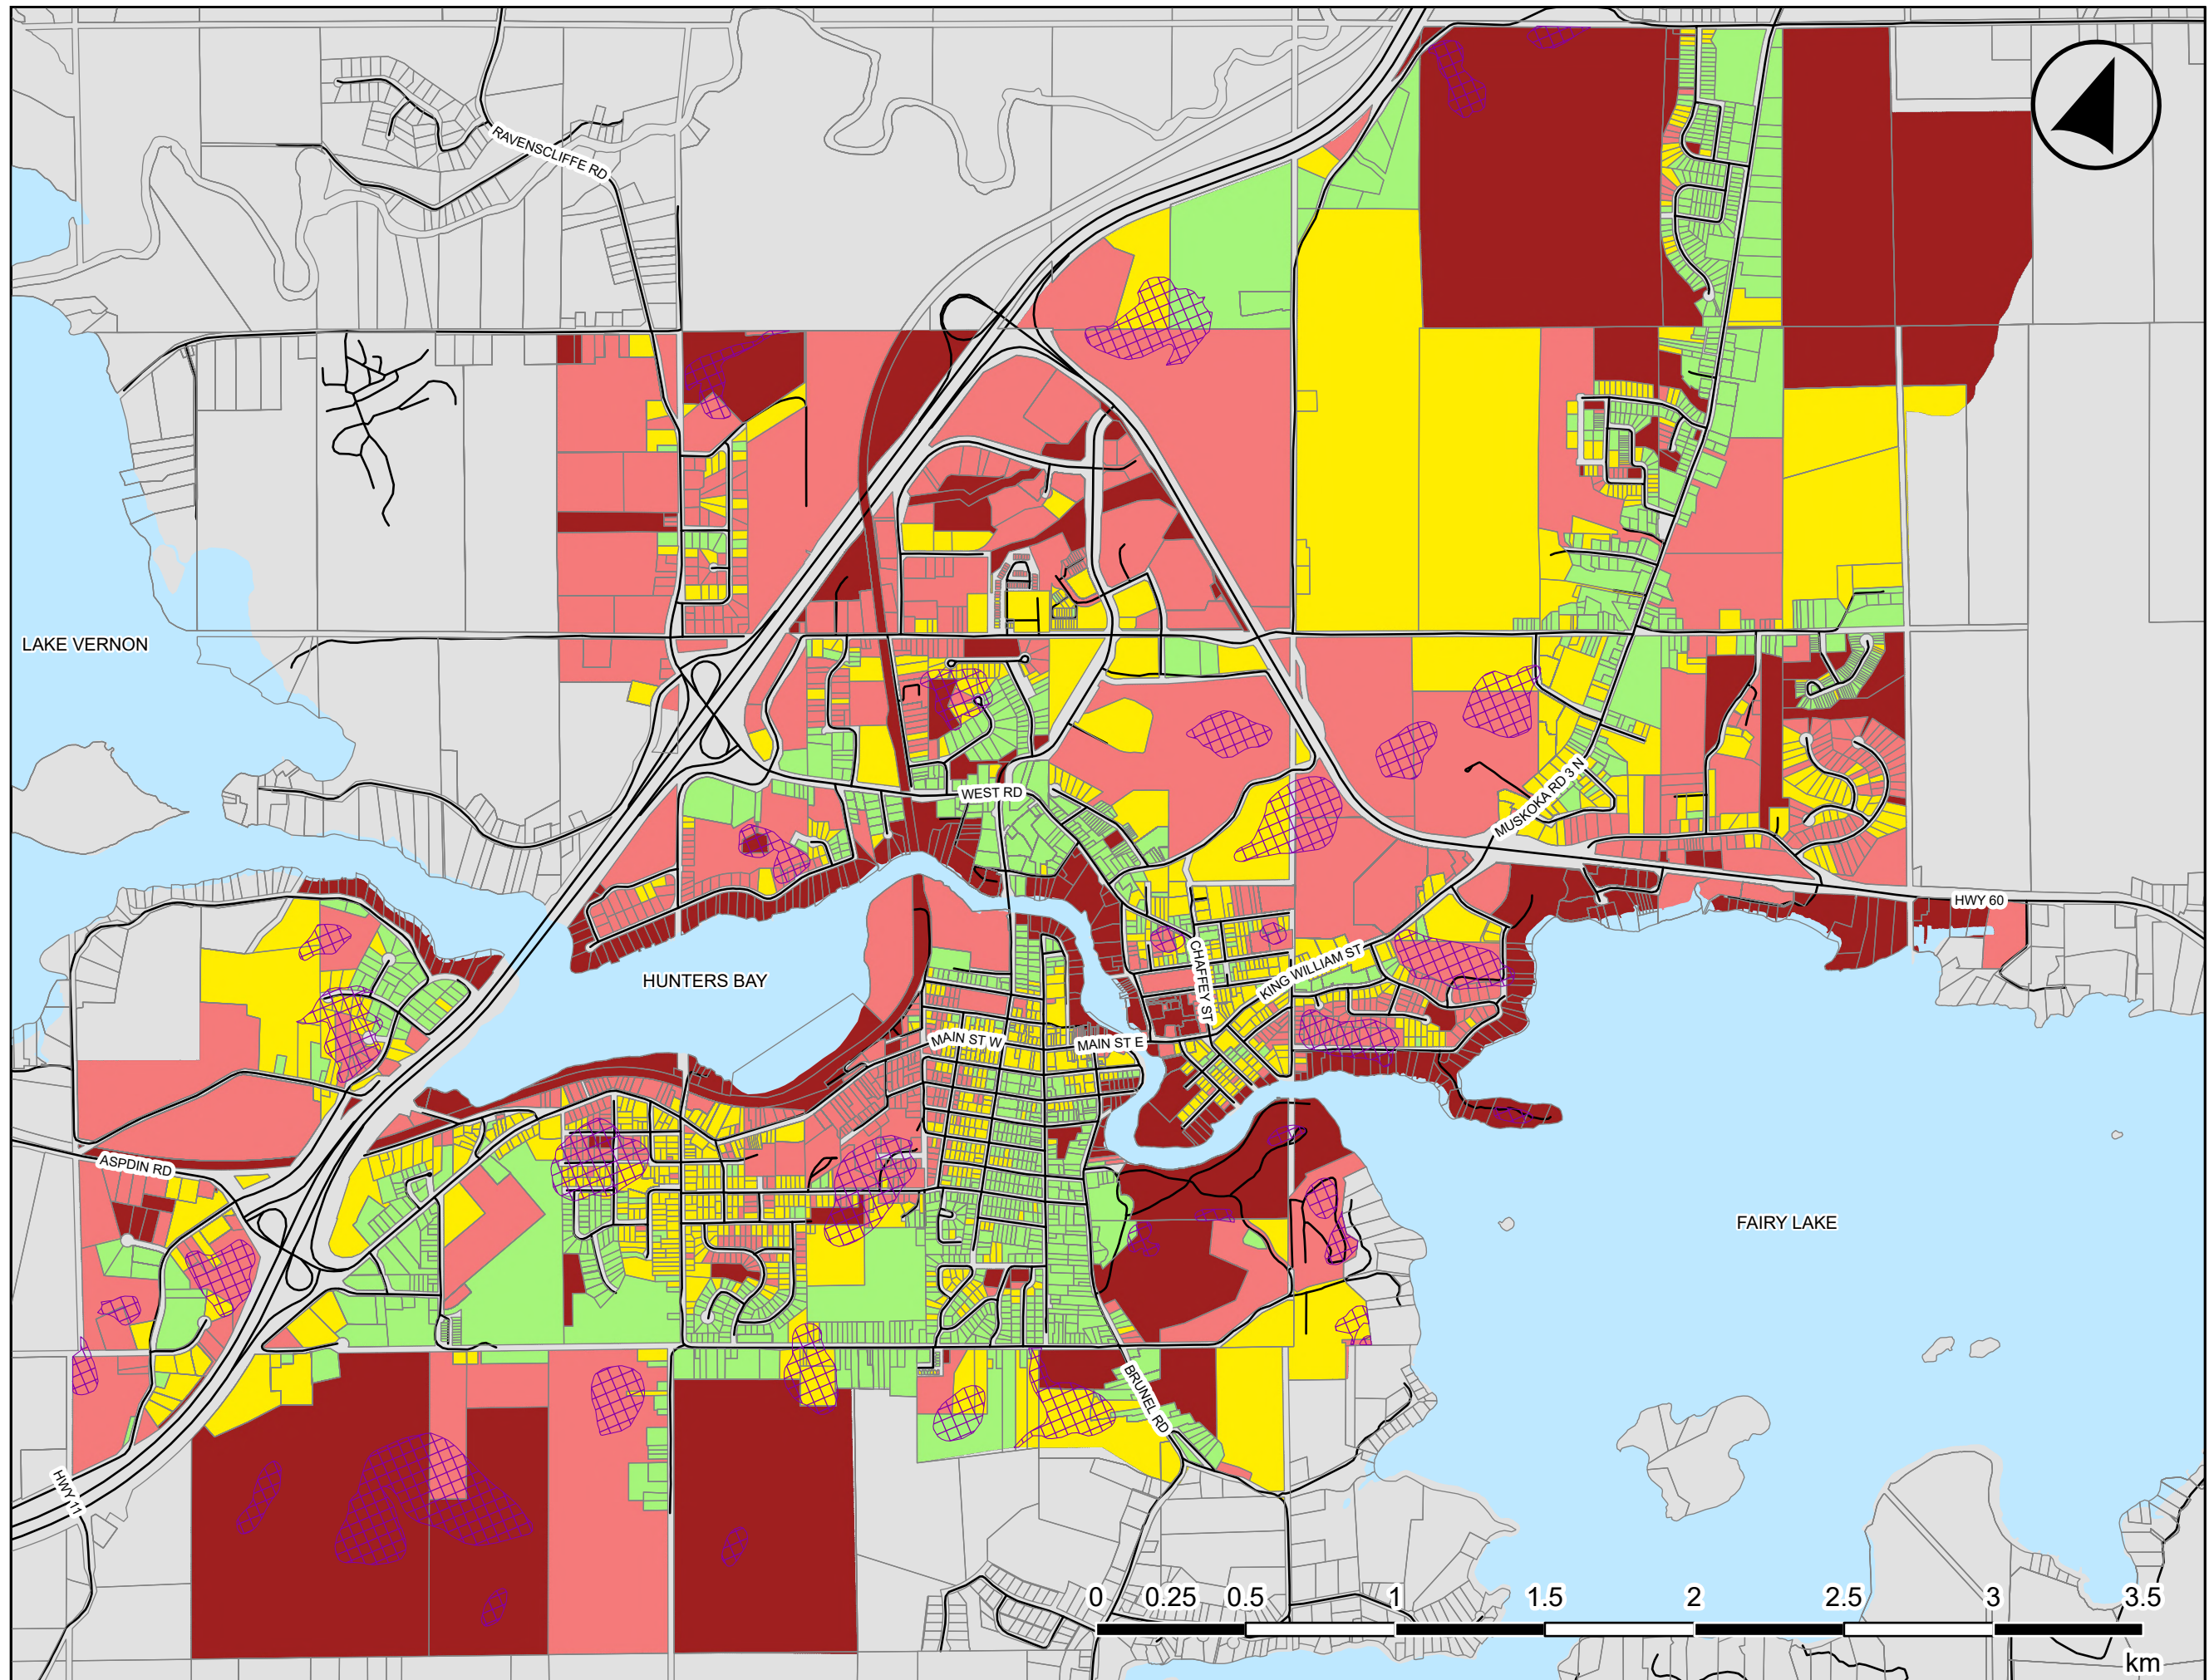 RAVENSCLIFFE RD
LAKE VERNON
WEST RD
MUSKOKA RD 3 N
HWY 60
HUNTERS BAY
CHAFFEY ST
KING WILLIAM ST
MAIN ST W
MAIN ST E
ASPDIN RD
FAIRY LAKE
BRUNEL RD
HWY 11
0 0.25 0.5 1 1.5 2 2.5 3 3.5
km